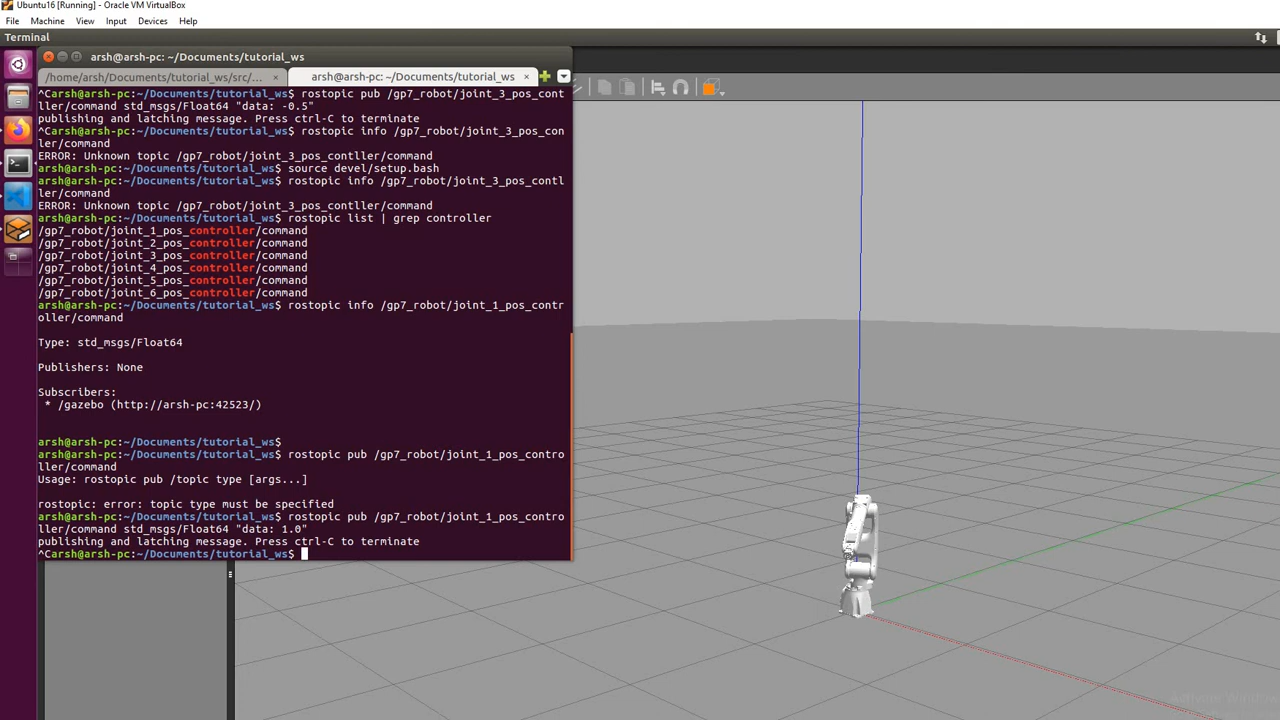 Ubuntu16 [Running] - Oracle VM VirtualBox
File Machine View Input Devices Help
Terminal
arsh@arsh-pc: ~/Documents/tutorial_ws
/home/arsh/Documents/tutorial_ws/src/... × arsh@arsh-pc: ~/Documents/tutorial_ws ×
^Carsh@arsh-pc:~/Documents/tutorial_ws$ rostopic pub /gp7_robot/joint_3_pos_cont
ller/command std_msgs/Float64 "data: -0.5"
publishing and latching message. Press ctrl-C to terminate
^Carsh@arsh-pc:~/Documents/tutorial_ws$ rostopic info /gp7_robot/joint_3_pos_con
ler/command
ERROR: Unknown topic /gp7_robot/joint_3_pos_contller/command
arsh@arsh-pc:~/Documents/tutorial_ws$ source devel/setup.bash
arsh@arsh-pc:~/Documents/tutorial_ws$ rostopic info /gp7_robot/joint_3_pos_contl
ler/command
ERROR: Unknown topic /gp7_robot/joint_3_pos_contller/command
arsh@arsh-pc:~/Documents/tutorial_ws$ rostopic list | grep controller
/gp7_robot/joint_1_pos_controller/command
/gp7_robot/joint_2_pos_controller/command
/gp7_robot/joint_3_pos_controller/command
/gp7_robot/joint_4_pos_controller/command
/gp7_robot/joint_5_pos_controller/command
/gp7_robot/joint_6_pos_controller/command
arsh@arsh-pc:~/Documents/tutorial_ws$ rostopic info /gp7_robot/joint_1_pos_contr
oller/command
Type: std_msgs/Float64
Publishers: None
Subscribers:
* /gazebo (http://arsh-pc:42523/)
arsh@arsh-pc:~/Documents/tutorial_ws$
arsh@arsh-pc:~/Documents/tutorial_ws$ rostopic pub /gp7_robot/joint_1_pos_contro
ller/command
Usage: rostopic pub /topic type [args...]
rostopic: error: topic type must be specified
arsh@arsh-pc:~/Documents/tutorial_ws$ rostopic pub /gp7_robot/joint_1_pos_contro
ller/command std_msgs/Float64 "data: 1.0"
publishing and latching message. Press ctrl-C to terminate
^Carsh@arsh-pc:~/Documents/tutorial_ws$
Activate Window